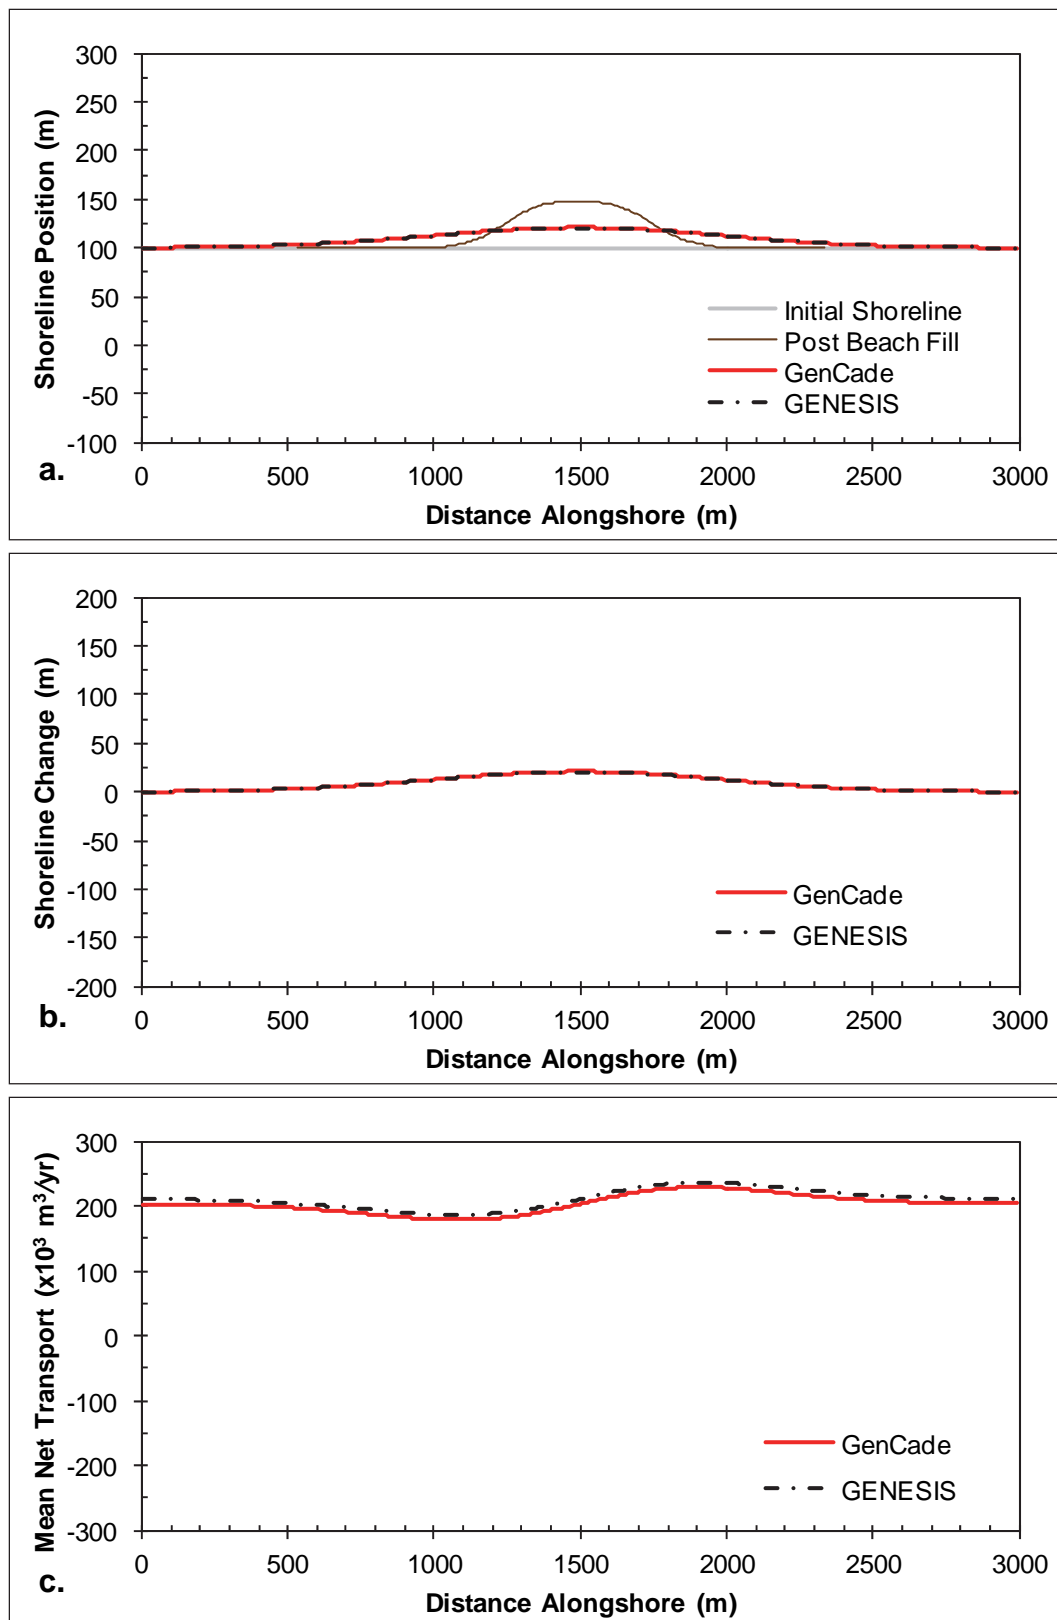 Shoreline Position (m)
300
250
200
150
100
50
0
-50
-100
Initial Shoreline
Post Beach Fill
GenCade
GENESIS
a.
0 500 1000 1500 2000 2500 3000
Distance Alongshore (m)
Shoreline Change (m)
200
150
100
50
0
-50
-100
-150
-200
GenCade
GENESIS
b.
0 500 1000 1500 2000 2500 3000
Distance Alongshore (m)
Mean Net Transport (x10³ m³/yr)
300
200
100
0
-100
-200
-300
GenCade
GENESIS
c.
0 500 1000 1500 2000 2500 3000
Distance Alongshore (m)